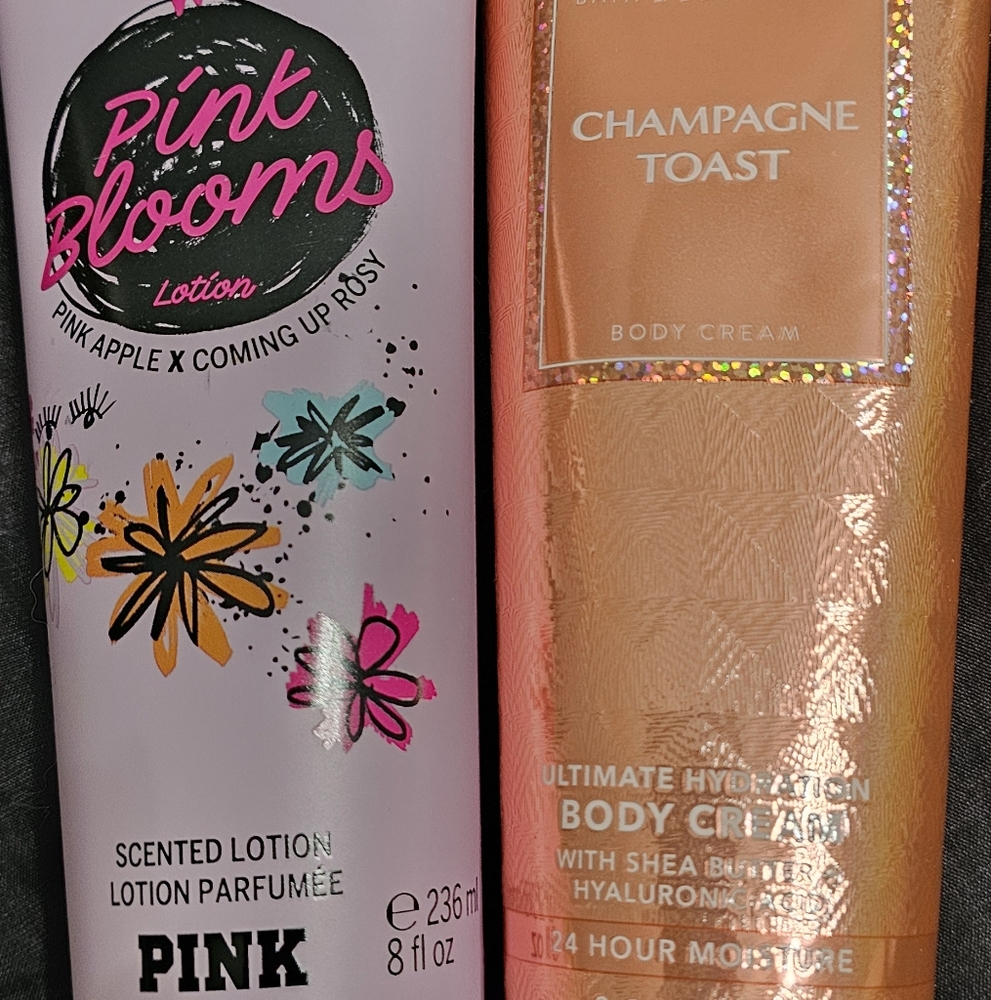 Pink
Blooms
Lotion
PINK APPLE X COMING UP ROSY
SCENTED LOTION
LOTION PARFUMÉE
e 236 ml
8 fl oz
PINK
CHAMPAGNE
TOAST
BODY CREAM
ULTIMATE HYDRATION
BODY CREAM
WITH SHEA BUTTER &
HYALURONIC ACID
24 HOUR MOISTURE